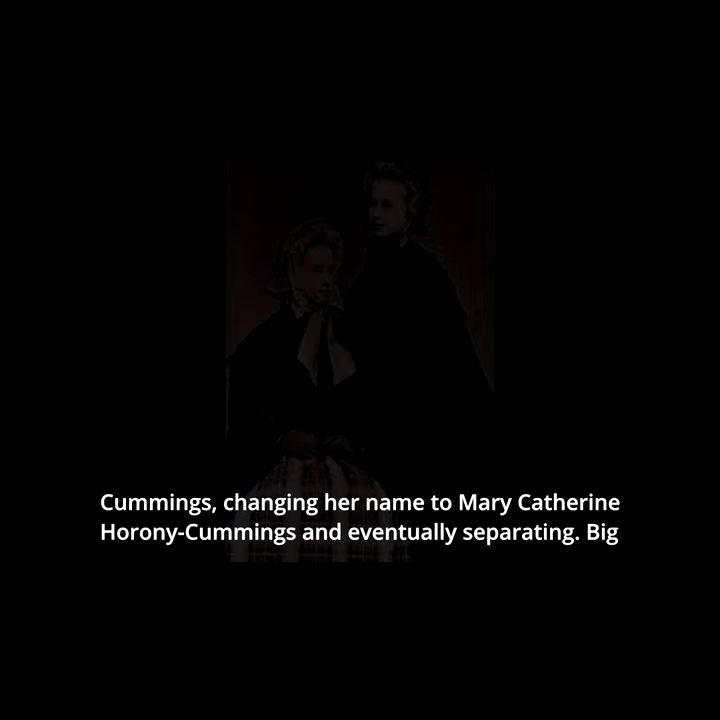 Cummings, changing her name to Mary Catherine
Horony-Cummings and eventually separating. Big